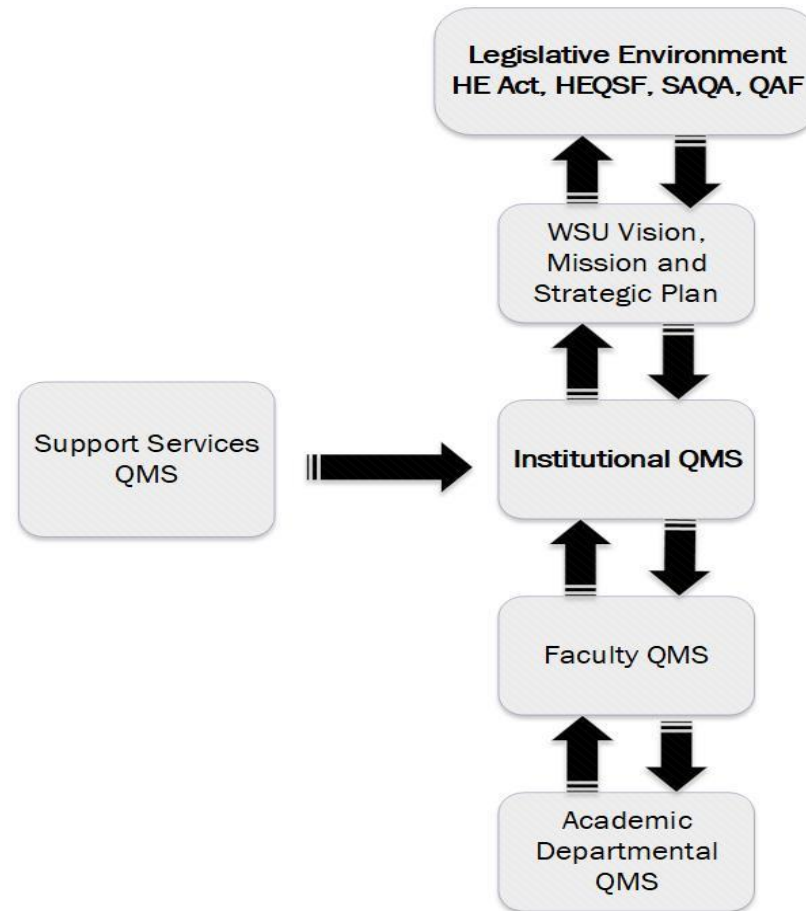 Legislative Environment
HE Act, HEQSF, SAQA, QAF
WSU Vision,
Mission and
Strategic Plan
Support Services
QMS
Institutional QMS
Faculty QMS
Academic
Departmental
QMS